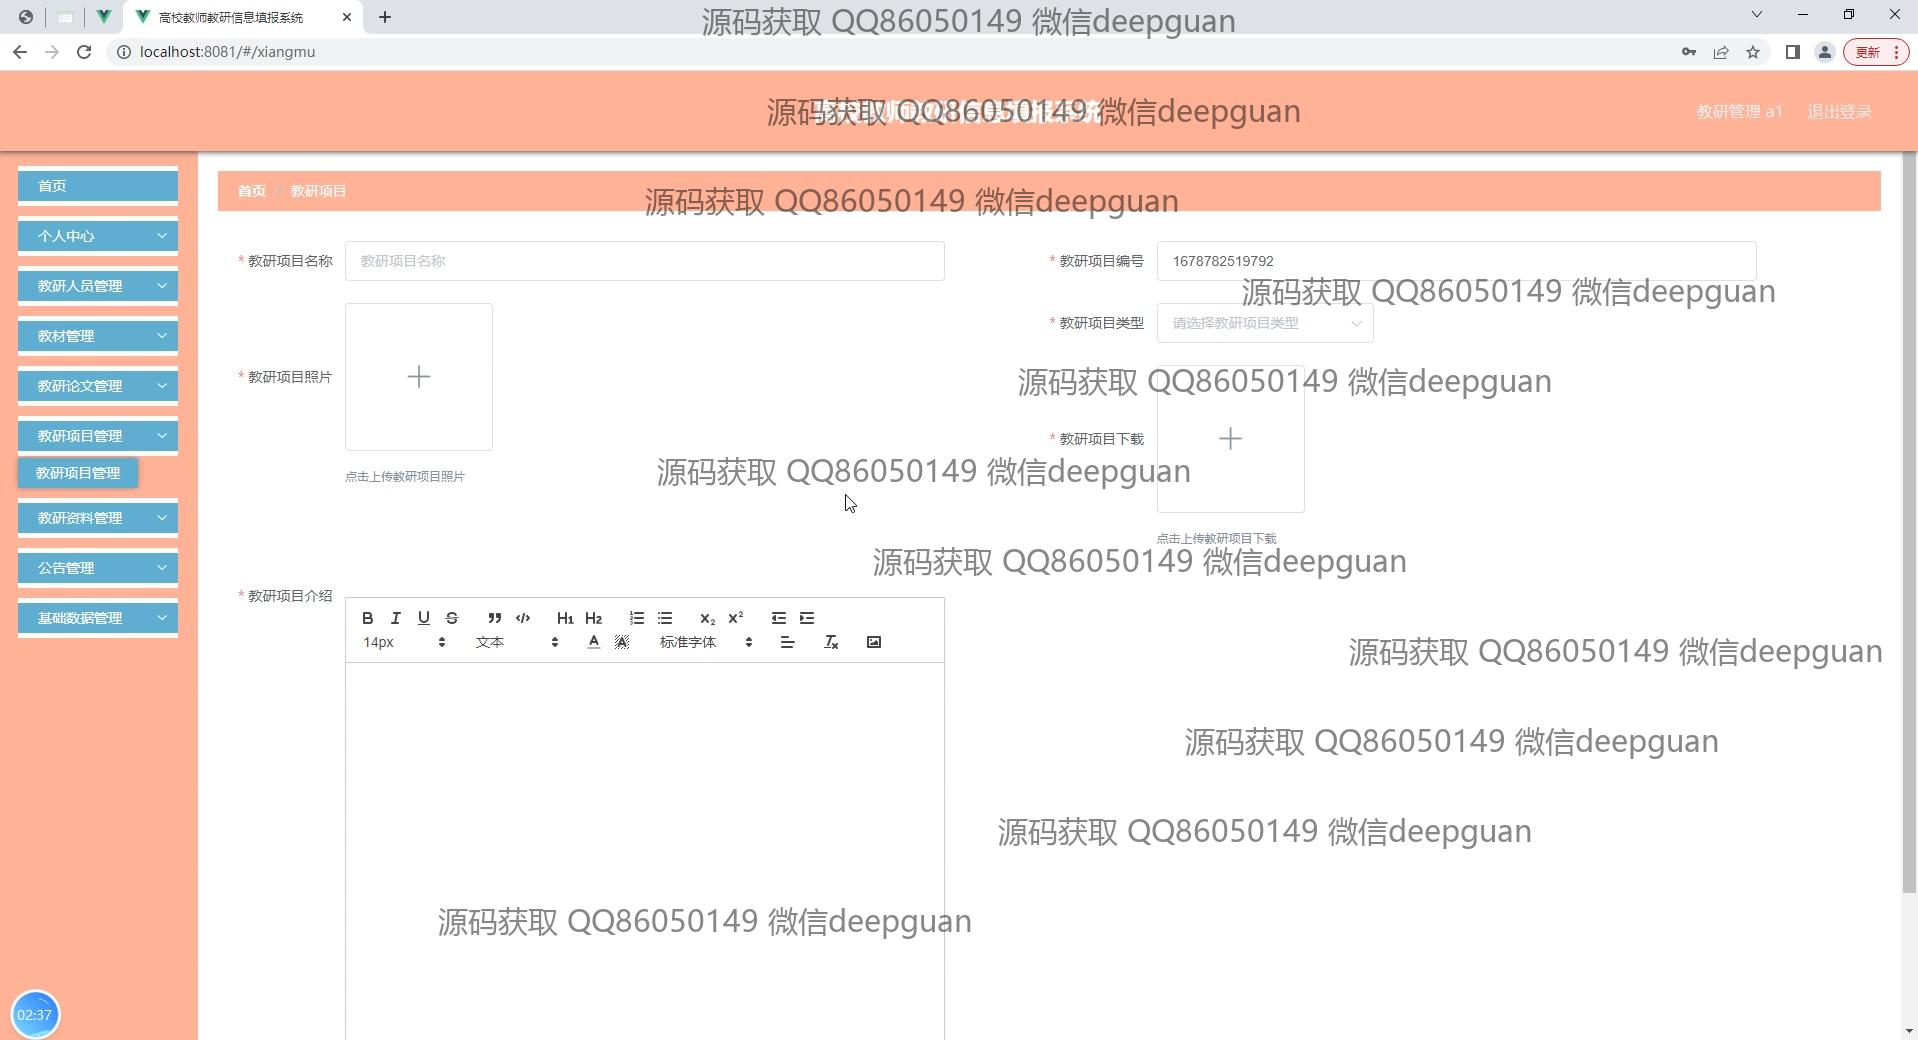 高校教师教研信息填报系统
源码获取 QQ86050149 微信deepguan
localhost:8081/#/xiangmu
更新
源码获取 QQ86050149 微信deepguan
教研管理 a1
退出登录
首页
个人中心
教研人员管理
教材管理
教研论文管理
教研项目管理
教研项目管理
教研资料管理
公告管理
基础数据管理
首页 / 教研项目
源码获取 QQ86050149 微信deepguan
* 教研项目名称
教研项目名称
* 教研项目编号
1678782519792
源码获取 QQ86050149 微信deepguan
* 教研项目类型
请选择教研项目类型
* 教研项目照片
源码获取 QQ86050149 微信deepguan
* 教研项目下载
点击上传教研项目照片
源码获取 QQ86050149 微信deepguan
点击上传教研项目下载
源码获取 QQ86050149 微信deepguan
* 教研项目介绍
B I U S H1 H2 X2 X2
14px 文本 A A 标准字体 Tx
源码获取 QQ86050149 微信deepguan
源码获取 QQ86050149 微信deepguan
源码获取 QQ86050149 微信deepguan
源码获取 QQ86050149 微信deepguan
02:37